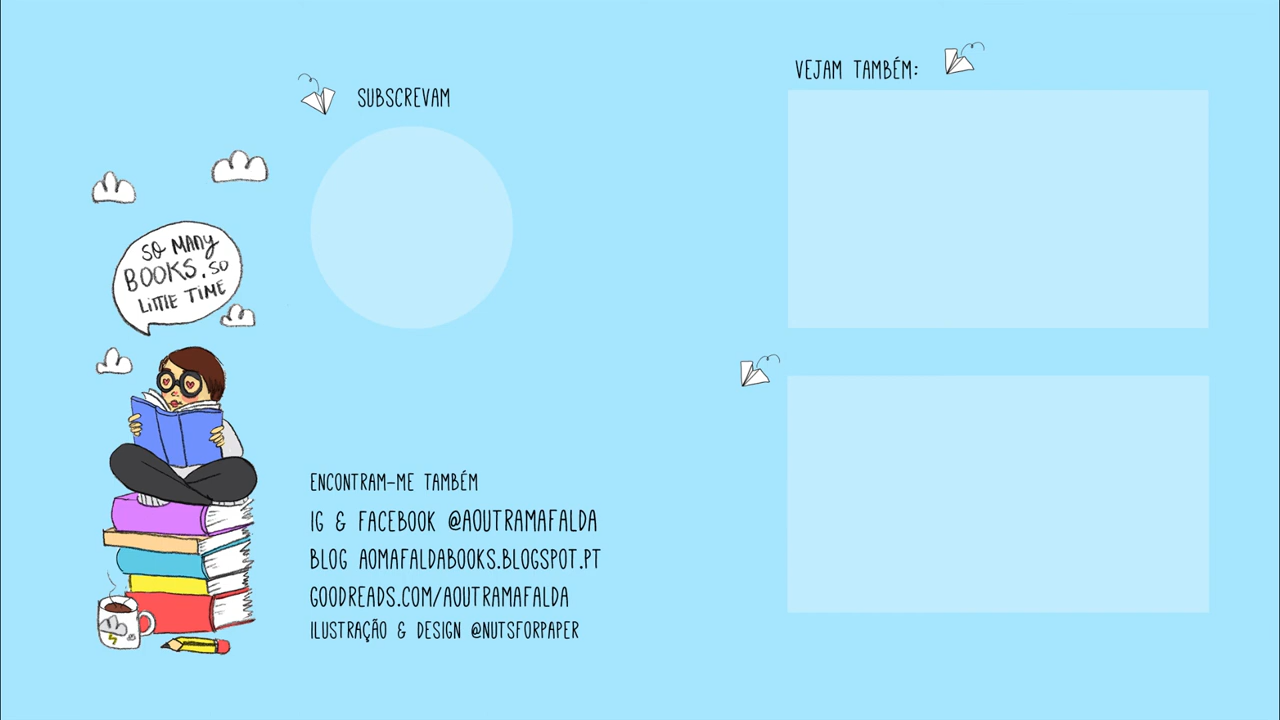 SUBSCREVAM
VEJAM TAMBÉM:
SO MANY
BOOKS, SO
LITTLE TIME
ENCONTRAM-ME TAMBÉM
IG & FACEBOOK @AOUTRAMAFALDA
BLOG AOMAFALDABOOKS.BLOGSPOT.PT
GOODREADS.COM/AOUTRAMAFALDA
ILUSTRAÇÃO & DESIGN @NUTSFORPAPER